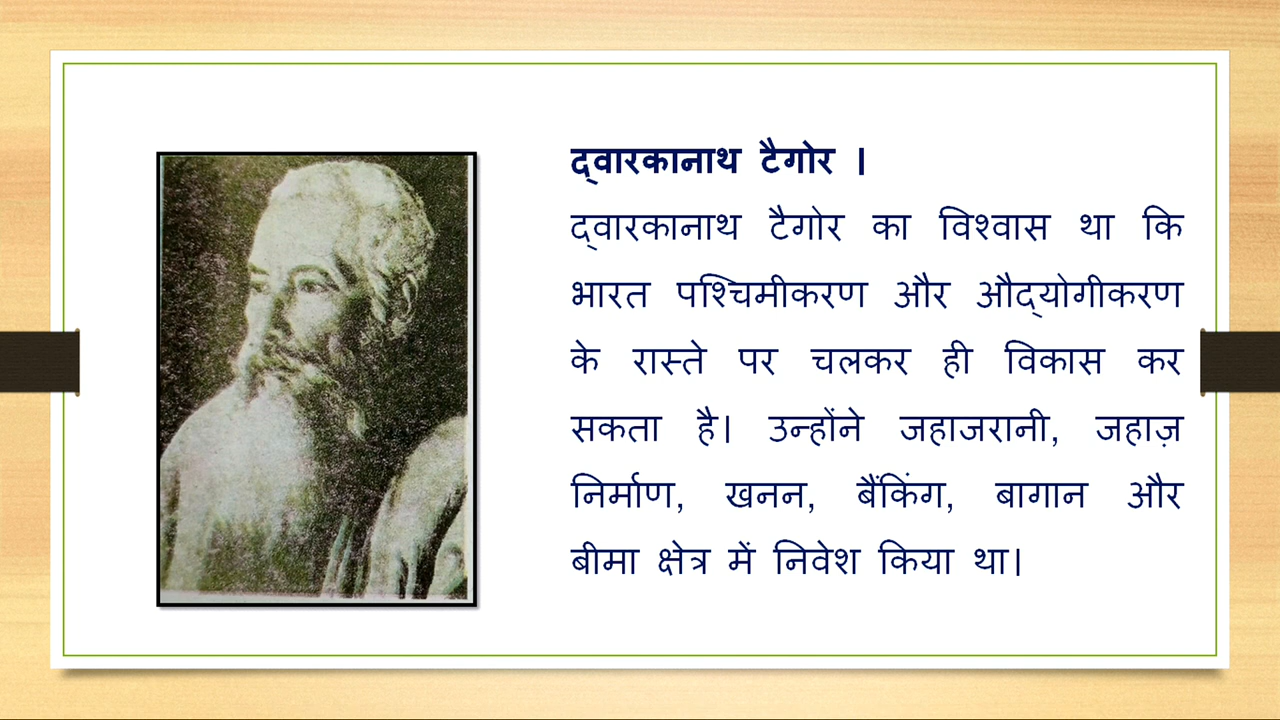 द्वारकानाथ टैगोर ।
द्वारकानाथ टैगोर का विश्वास था कि
भारत पश्चिमीकरण और औद्योगीकरण
के रास्ते पर चलकर ही विकास कर
सकता है। उन्होंने जहाजरानी, जहाज़
निर्माण, खनन, बैंकिंग, बागान और
बीमा क्षेत्र में निवेश किया था।